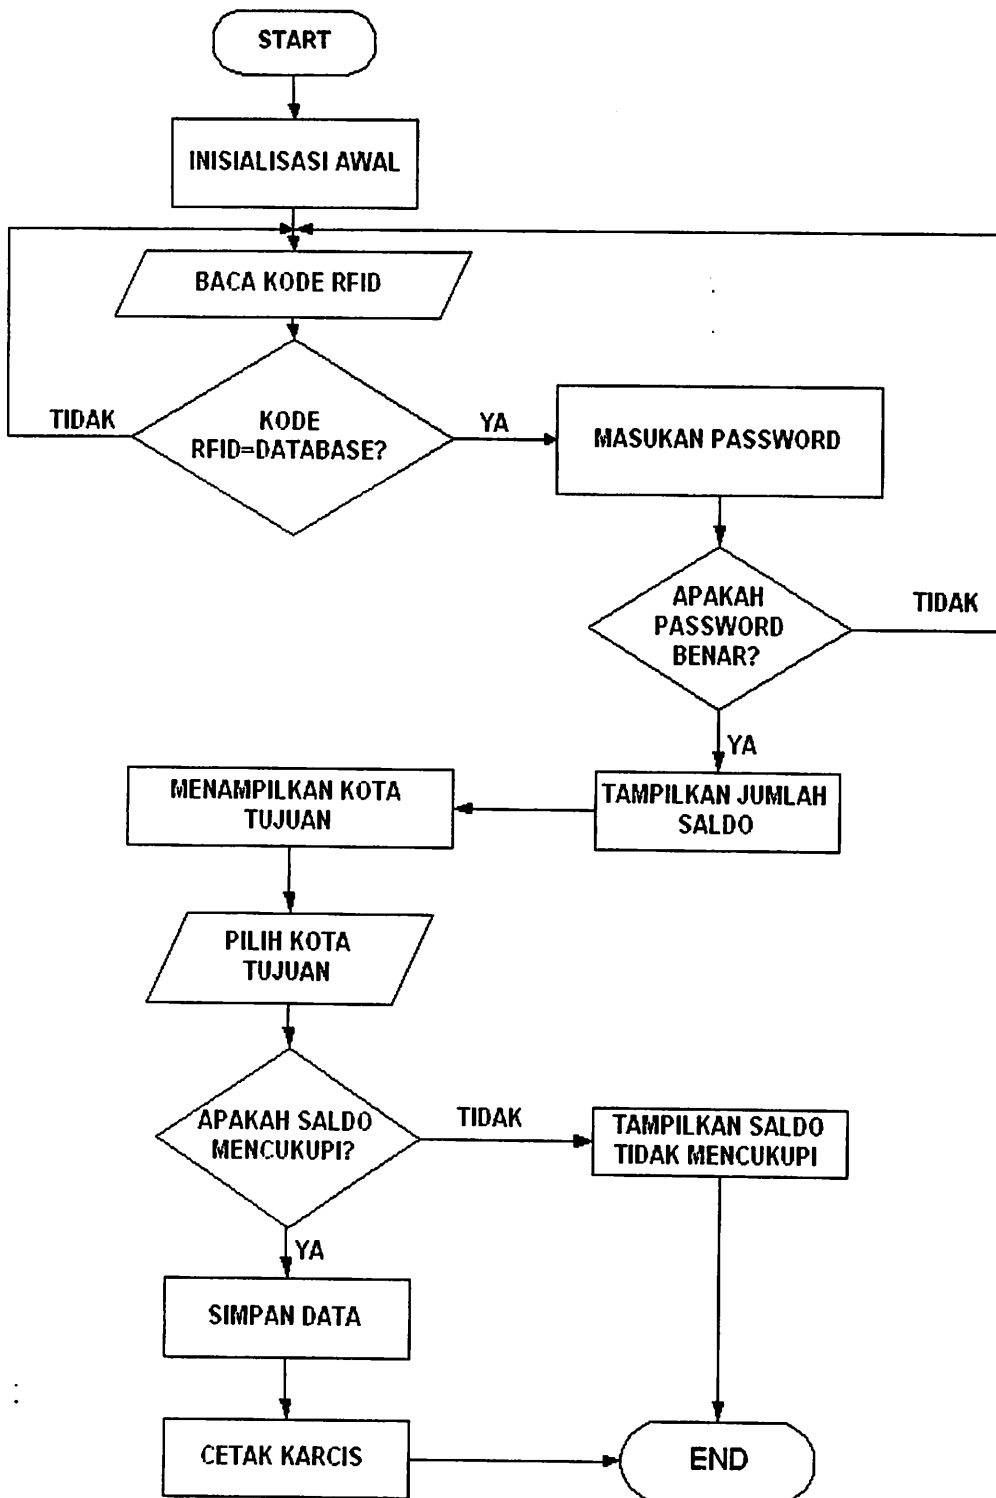 START
INISIALISASI AWAL
BACA KODE RFID
TIDAK
KODE
RFID=DATABASE?
YA
MASUKAN PASSWORD
APAKAH
PASSWORD
BENAR?
TIDAK
YA
TAMPILKAN JUMLAH
SALDO
MENAMPILKAN KOTA
TUJUAN
PILIH KOTA
TUJUAN
APAKAH SALDO
MENCUKUPI?
TIDAK
TAMPILKAN SALDO
TIDAK MENCUKUPI
YA
SIMPAN DATA
CETAK KARCIS
END